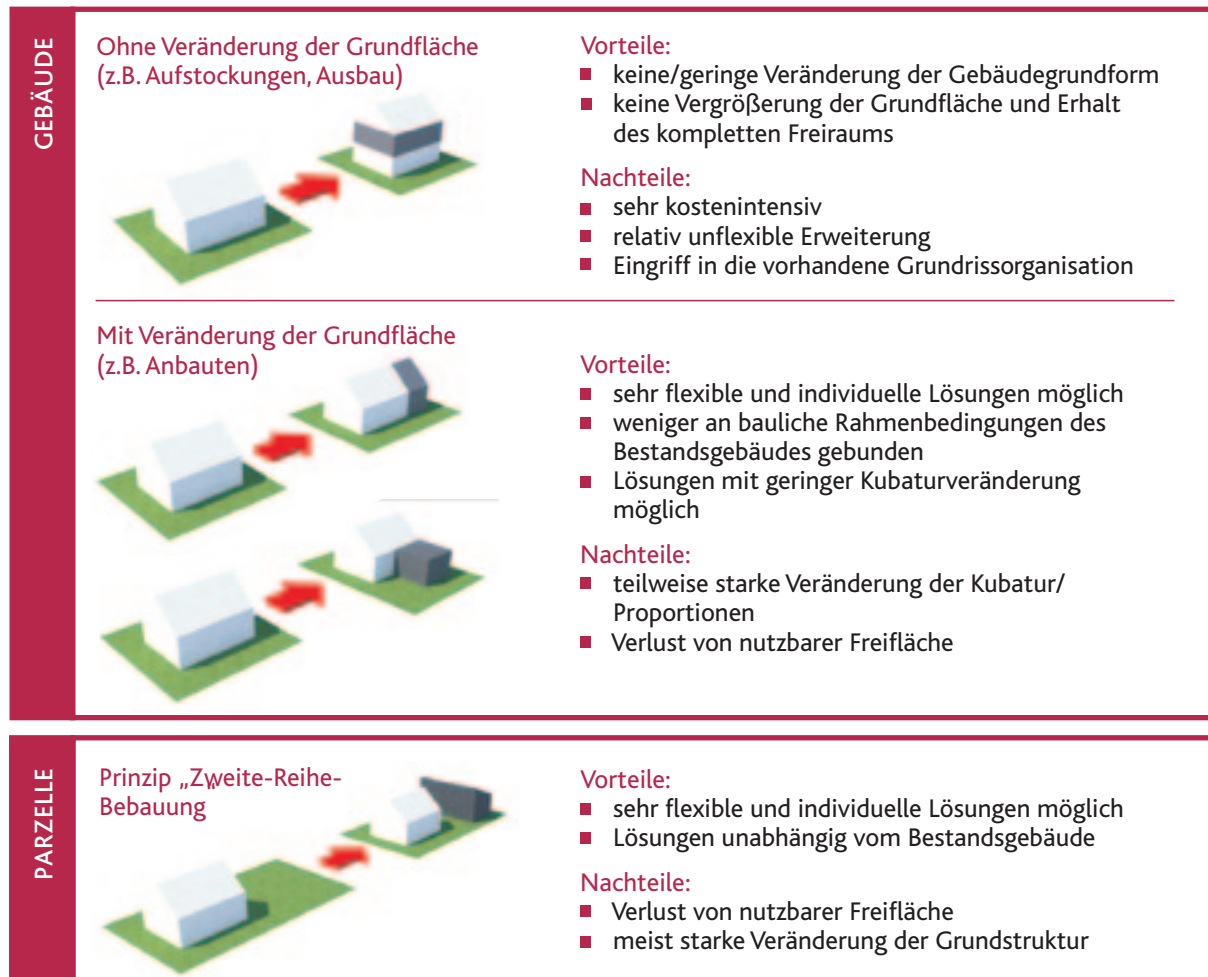 GEBÄUDE
Ohne Veränderung der Grundfläche
(z.B. Aufstockungen, Ausbau)
Vorteile:
■ keine/geringe Veränderung der Gebäudegrundform
■ keine Vergrößerung der Grundfläche und Erhalt
des kompletten Freiraums
Nachteile:
■ sehr kostenintensiv
■ relativ unflexible Erweiterung
■ Eingriff in die vorhandene Grundrissorganisation
Mit Veränderung der Grundfläche
(z.B. Anbauten)
Vorteile:
■ sehr flexible und individuelle Lösungen möglich
■ weniger an bauliche Rahmenbedingungen des
Bestandsgebäudes gebunden
■ Lösungen mit geringer Kubaturveränderung
möglich
Nachteile:
■ teilweise starke Veränderung der Kubatur/
Proportionen
■ Verlust von nutzbarer Freifläche
PARZELLE
Prinzip „Zweite-Reihe-
Bebauung
Vorteile:
■ sehr flexible und individuelle Lösungen möglich
■ Lösungen unabhängig vom Bestandsgebäude
Nachteile:
■ Verlust von nutzbarer Freifläche
■ meist starke Veränderung der Grundstruktur